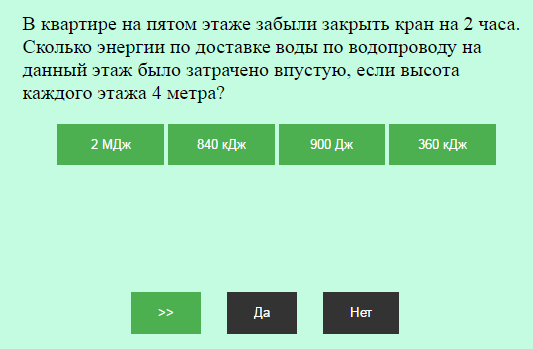 В квартире на пятом этаже забыли закрыть кран на 2 часа.
Сколько энергии по доставке воды по водопроводу на
данный этаж было затрачено впустую, если высота
каждого этажа 4 метра?
2 МДж 840 кДж 900 Дж 360 кДж
>> Да Нет